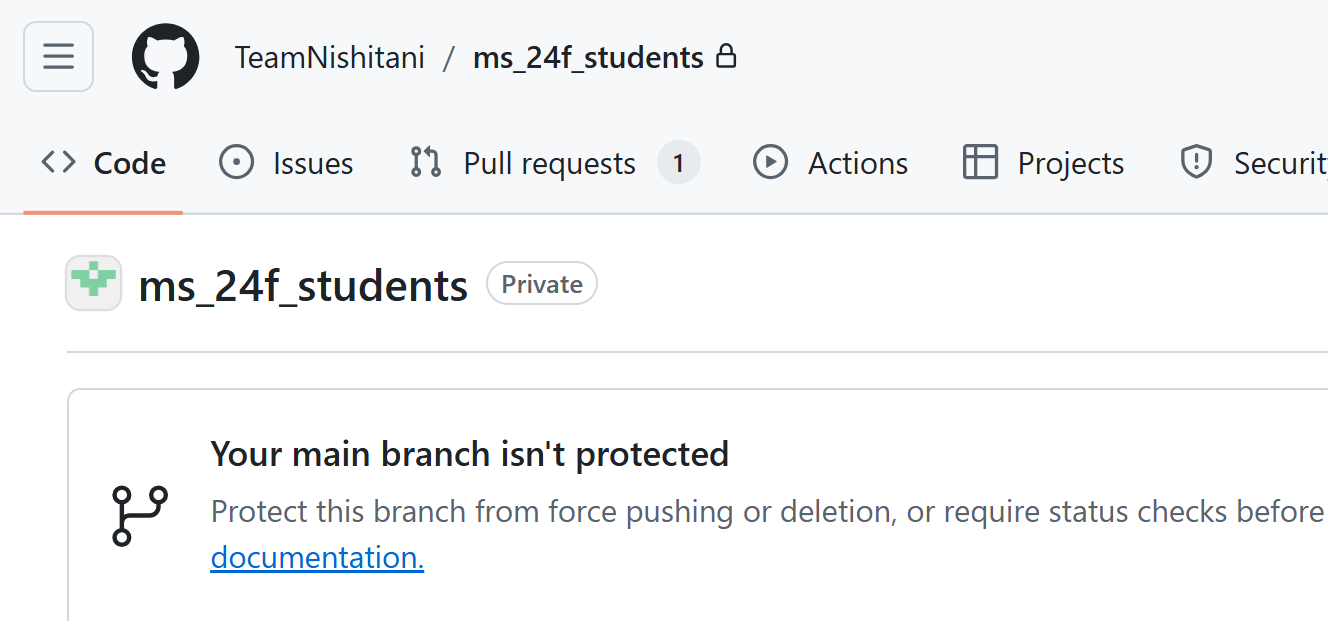 TeamNishitani / ms_24f_students
Code Issues Pull requests 1 Actions Projects Securit
ms_24f_students Private
Your main branch isn't protected
Protect this branch from force pushing or deletion, or require status checks before
documentation.